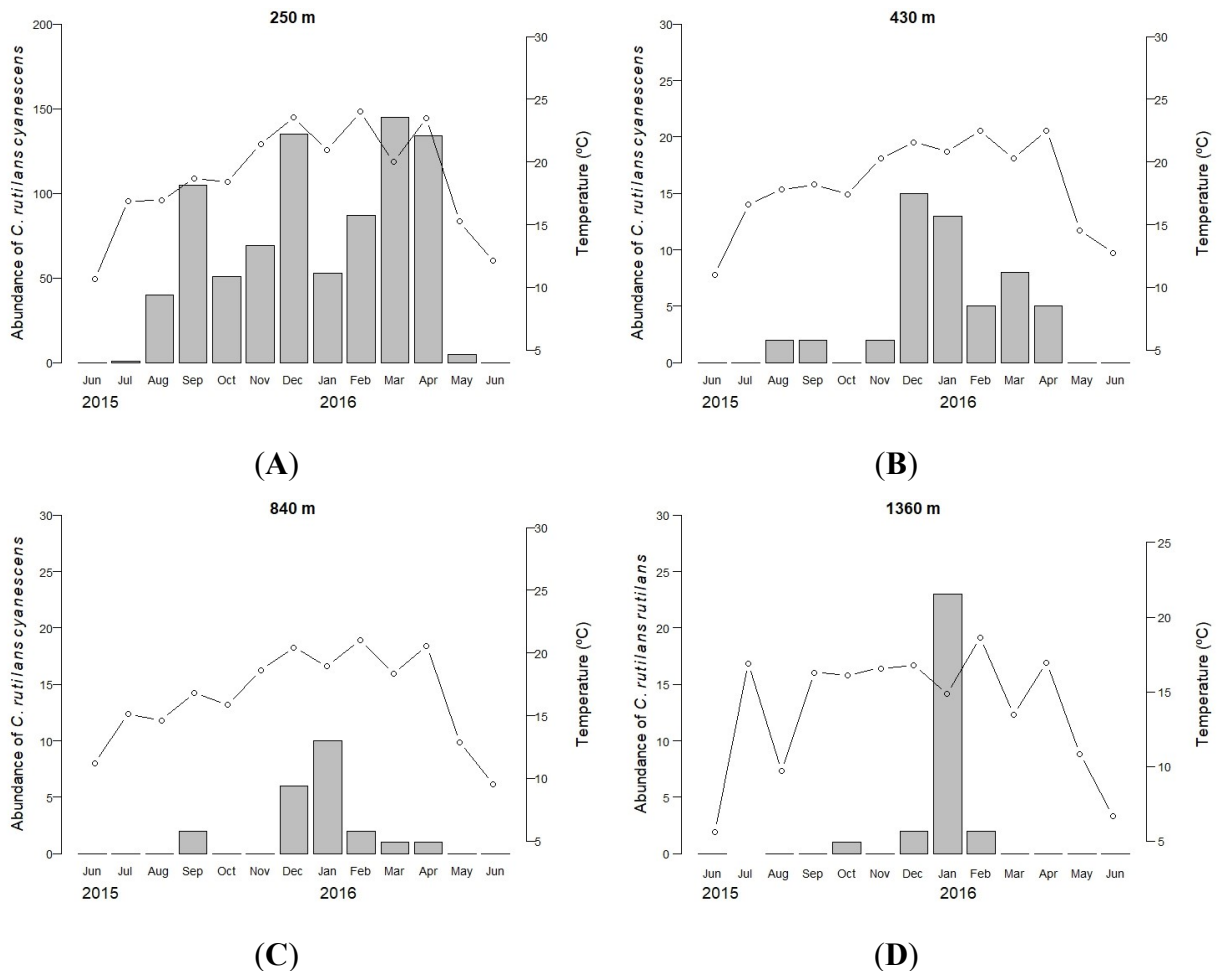 250 m
200
150
100
50
0
Abundance of C. rutilans cyanescens
30
25
20
15
10
5
Temperature (ºC)
Jun Jul Aug Sep Oct Nov Dec Jan Feb Mar Apr May Jun
2015 2016
(A)
430 m
30
25
20
15
10
5
0
Abundance of C. rutilans cyanescens
30
25
20
15
10
5
Temperature (ºC)
Jun Jul Aug Sep Oct Nov Dec Jan Feb Mar Apr May Jun
2015 2016
(B)
840 m
30
25
20
15
10
5
0
Abundance of C. rutilans cyanescens
30
25
20
15
10
5
Temperature (ºC)
Jun Jul Aug Sep Oct Nov Dec Jan Feb Mar Apr May Jun
2015 2016
(C)
1360 m
30
25
20
15
10
5
0
Abundance of C. rutilans rutilans
25
20
15
10
5
Temperature (ºC)
Jun Jul Aug Sep Oct Nov Dec Jan Feb Mar Apr May Jun
2015 2016
(D)